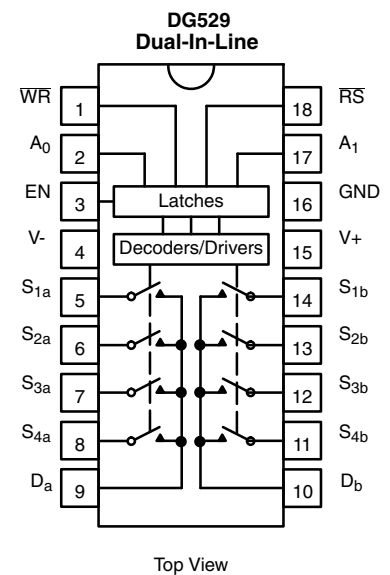 DG529
Dual-In-Line
WR 1 18 RS
A0 2 17 A1
EN 3 Latches 16 GND
V- 4 Decoders/Drivers 15 V+
S1a 5 14 S1b
S2a 6 13 S2b
S3a 7 12 S3b
S4a 8 11 S4b
Da 9 10 Db
Top View